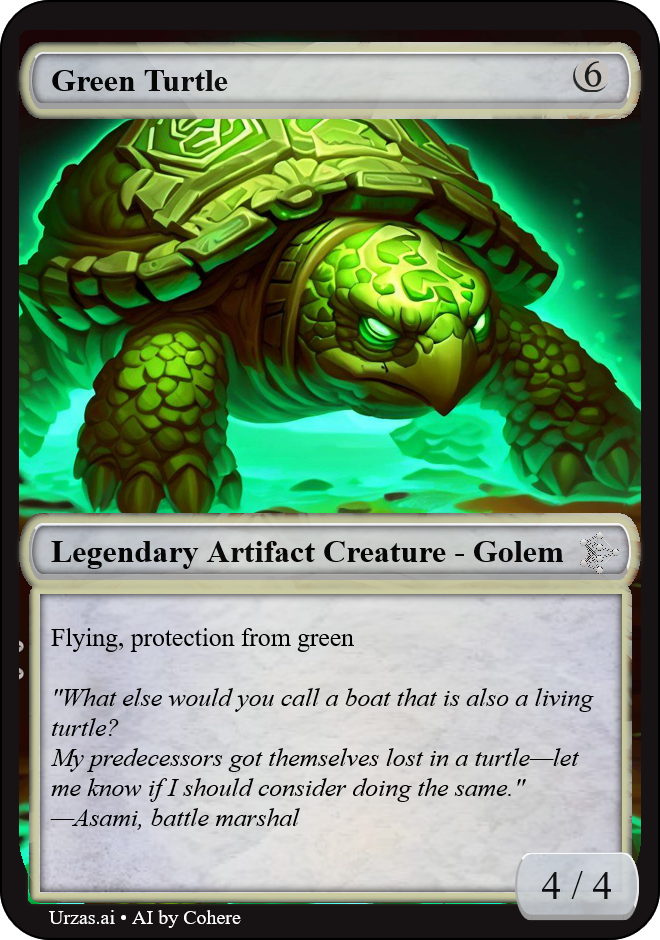 Green Turtle
6
Legendary Artifact Creature - Golem
Flying, protection from green
"What else would you call a boat that is also a living
turtle?
My predecessors got themselves lost in a turtle—let
me know if I should consider doing the same."
—Asami, battle marshal
4 / 4
Urzas.ai • AI by Cohere